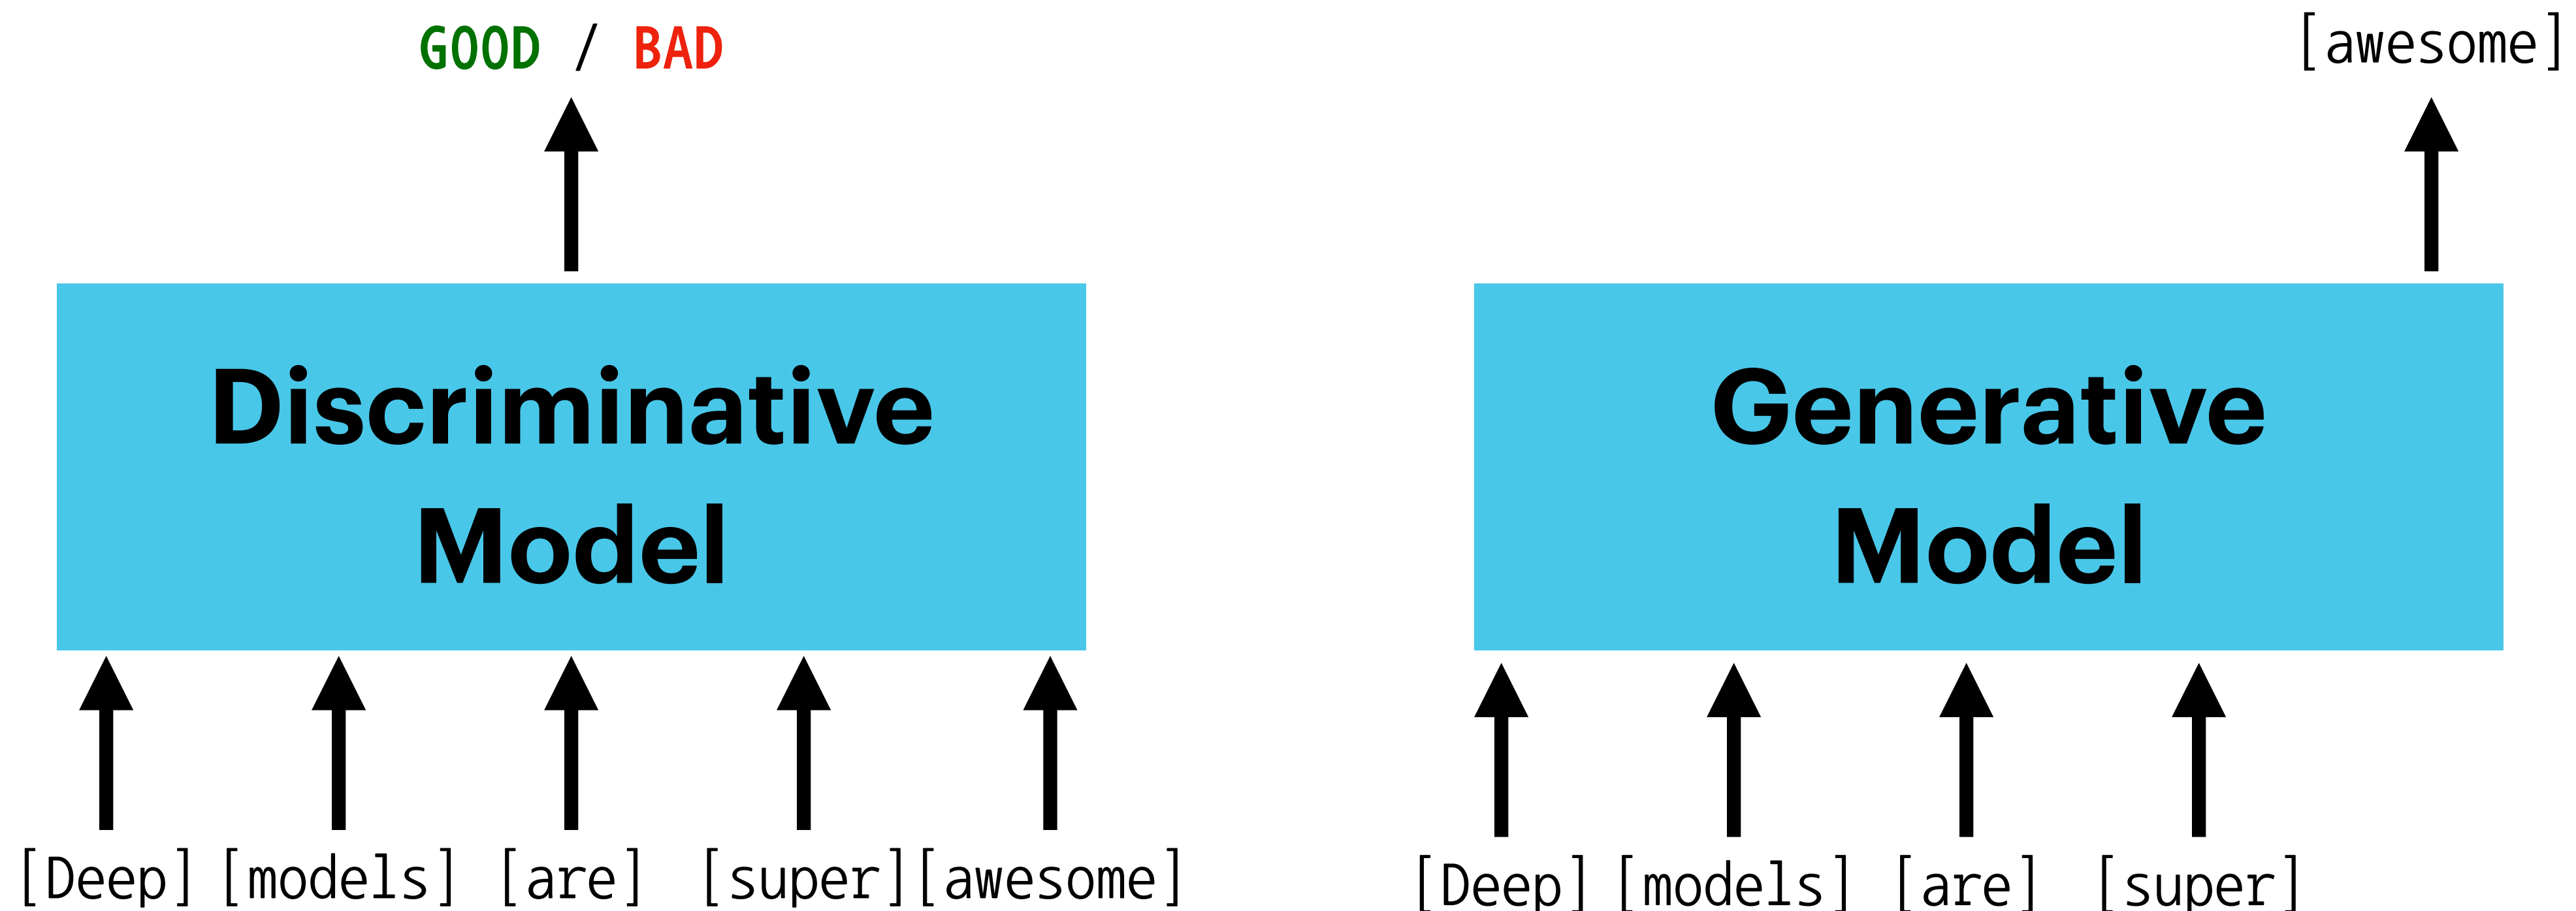 GOOD / BAD
[awesome]
Discriminative
Model
Generative
Model
[Deep] [models] [are] [super] [awesome]
[Deep] [models] [are] [super]